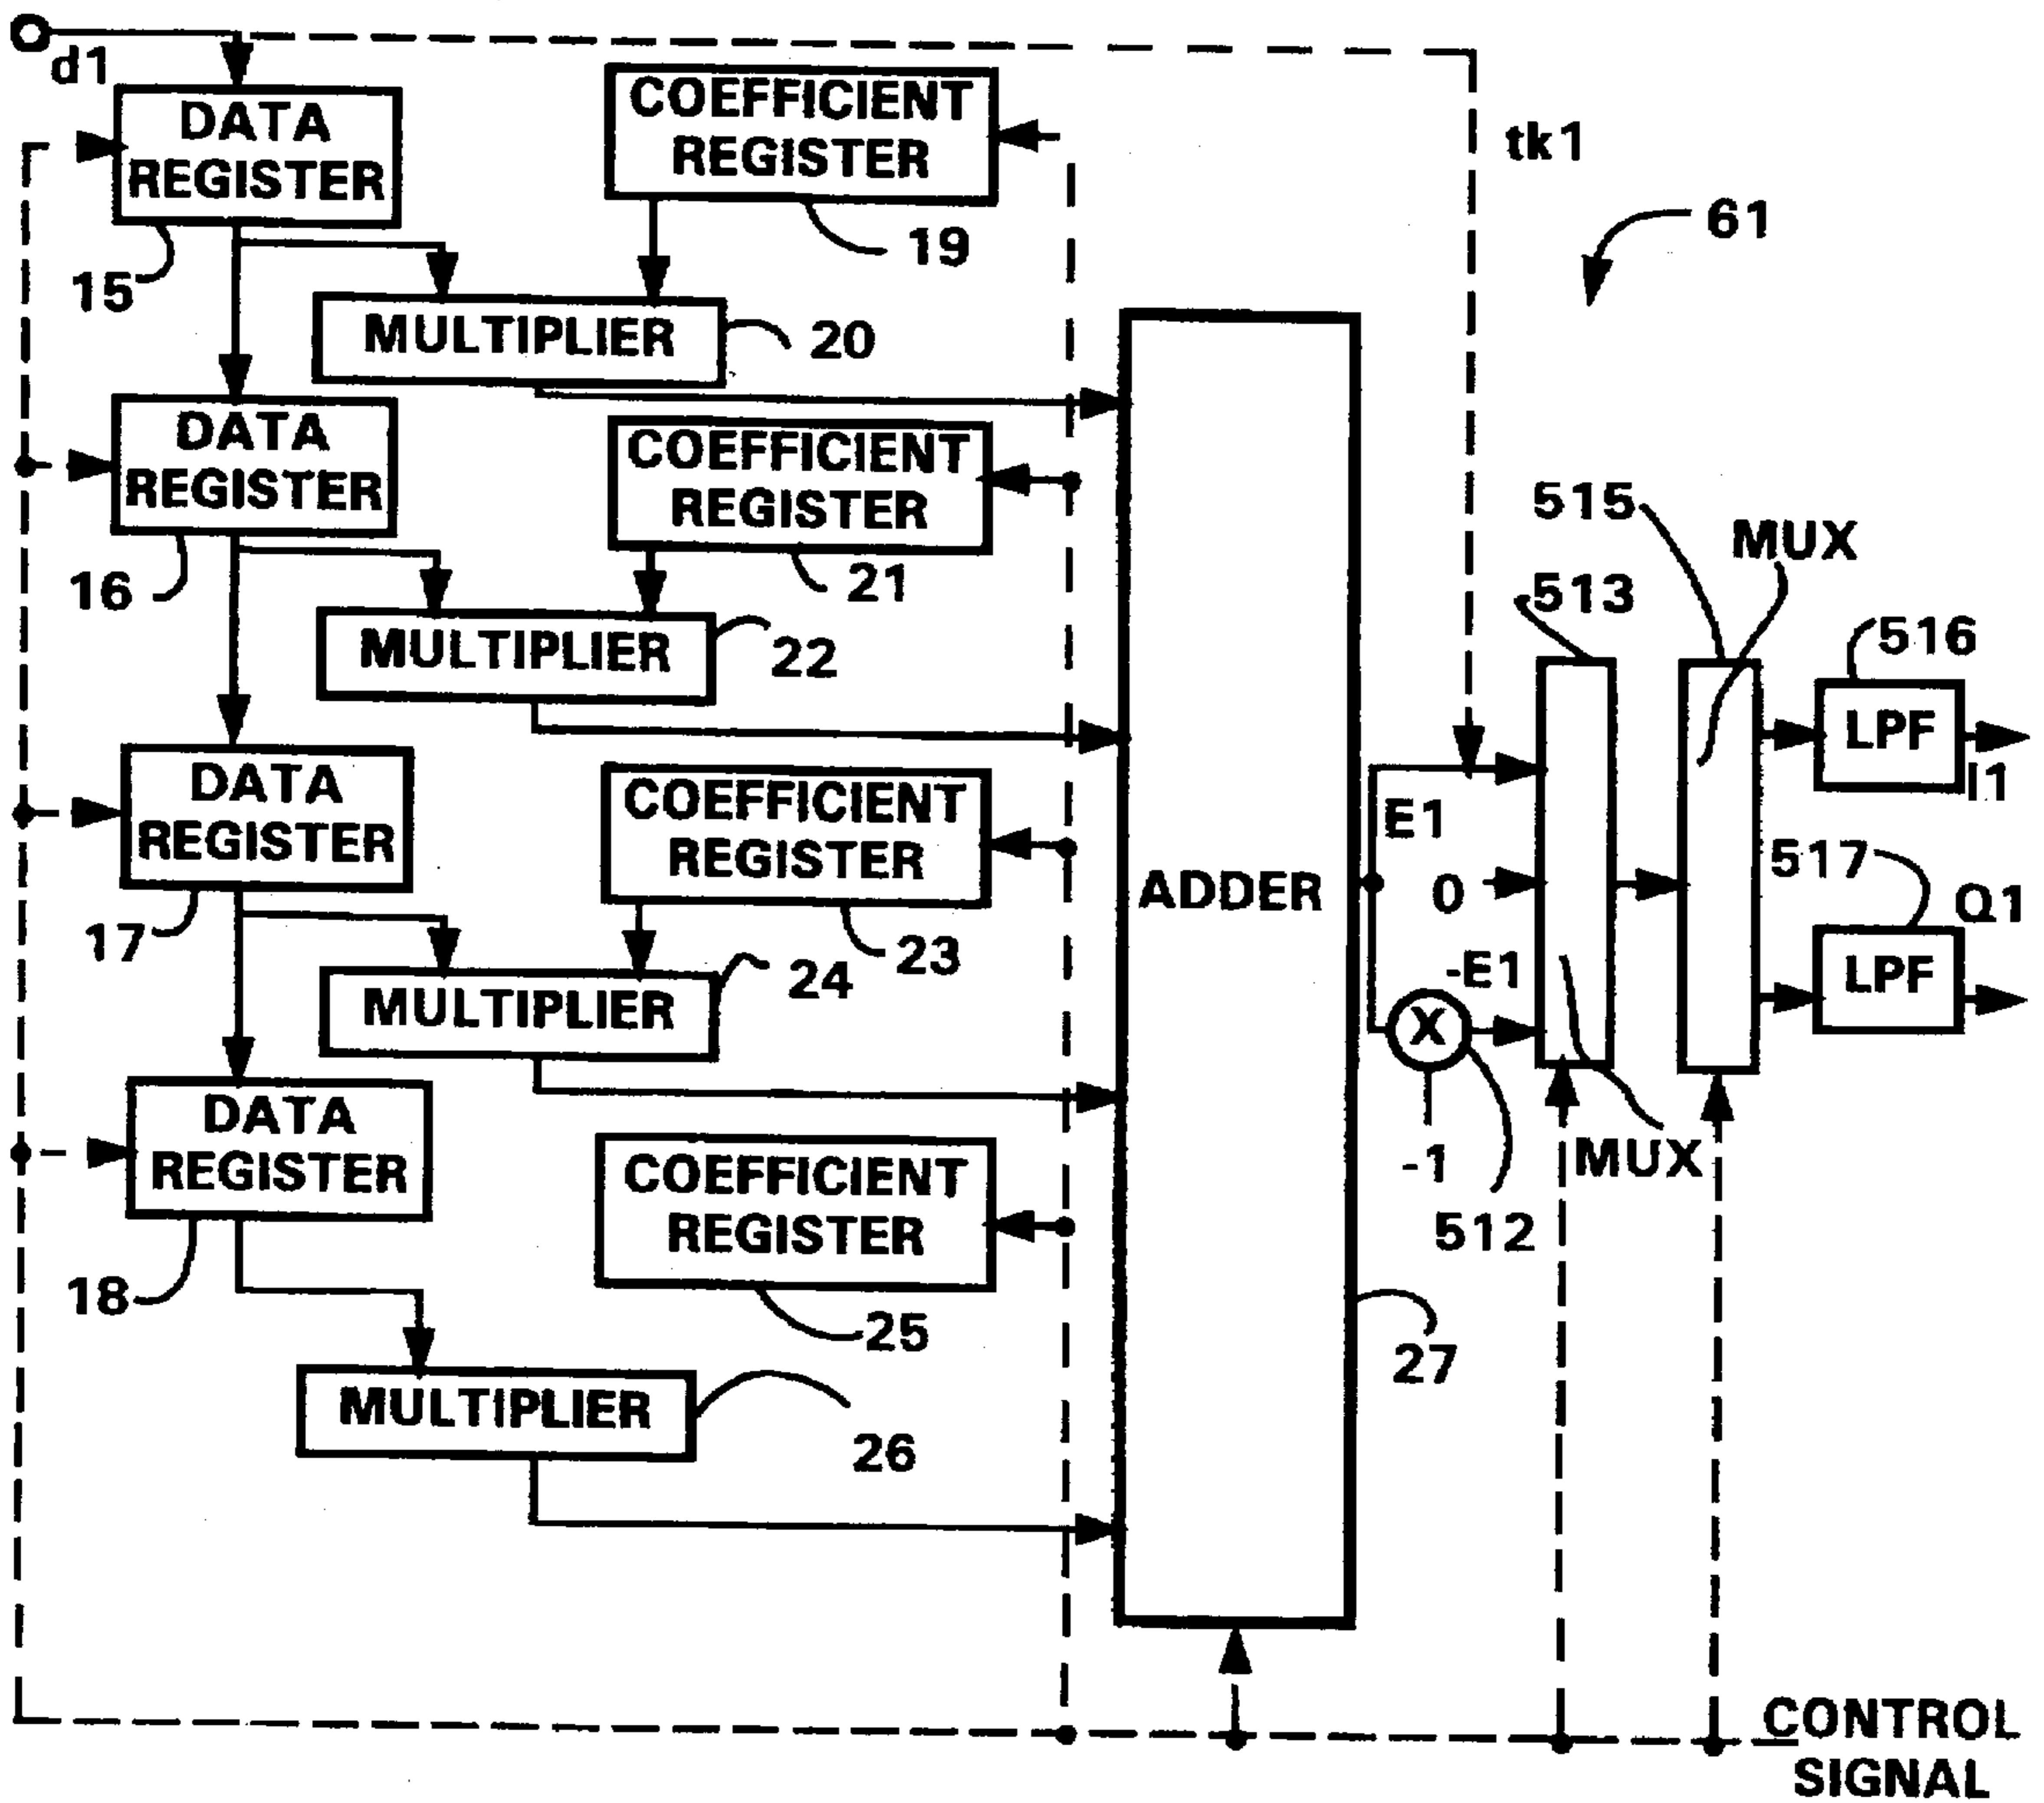 d1
DATA
REGISTER
15
COEFFICIENT
REGISTER
19
tk1
61
MULTIPLIER
20
DATA
REGISTER
16
COEFFICIENT
REGISTER
21
MULTIPLIER
22
515
MUX
513
516
LPF
I1
DATA
REGISTER
17
COEFFICIENT
REGISTER
23
MULTIPLIER
24
ADDER
E1
0
-E1
X
-1
512
MUX
517
Q1
LPF
DATA
REGISTER
18
COEFFICIENT
REGISTER
25
27
MULTIPLIER
26
CONTROL
SIGNAL